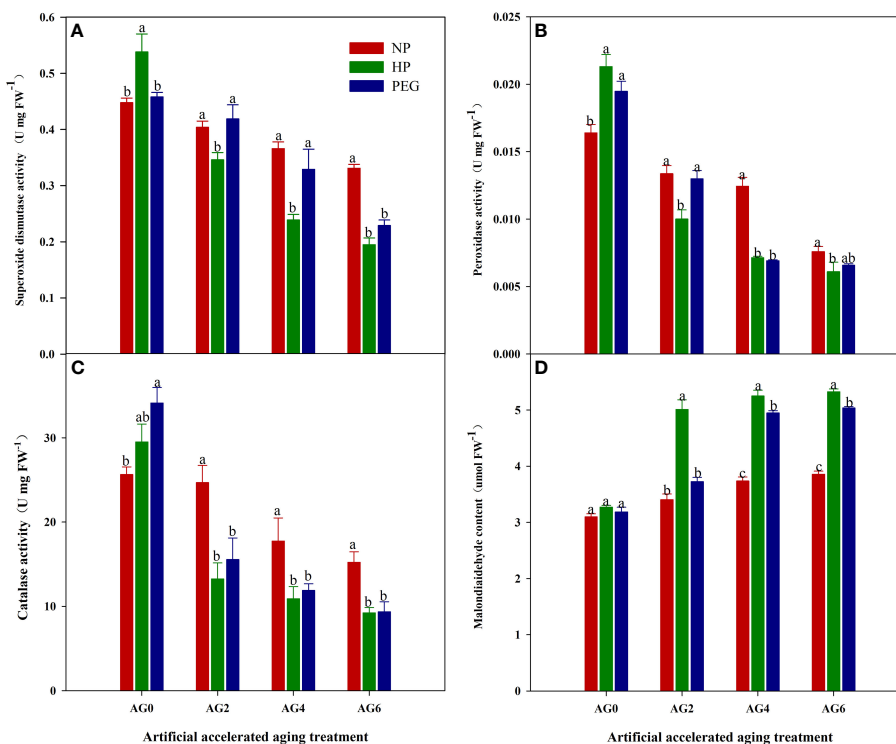 A
NP
HP
PEG
Superoxide dismutase activity（U mg FW-1）
0.6
0.5
0.4
0.3
0.2
0.1
0.0
b a b
a b a
a b a
a b b
B
Peroxidase activity（U mg FW-1）
0.025
0.020
0.015
0.010
0.005
0.000
b a a
a b a
a b b
a b ab
C
Catalase activity（U mg FW-1）
30
20
10
0
b ab a
a b b
a b b
a b b
AG0 AG2 AG4 AG6
Artificial accelerated aging treatment
D
Malondiaidehyde content（unmol FW-1）
5
4
3
2
1
0
a a a
b a b
c a b
c a b
AG0 AG2 AG4 AG6
Artificial accelerated aging treatment